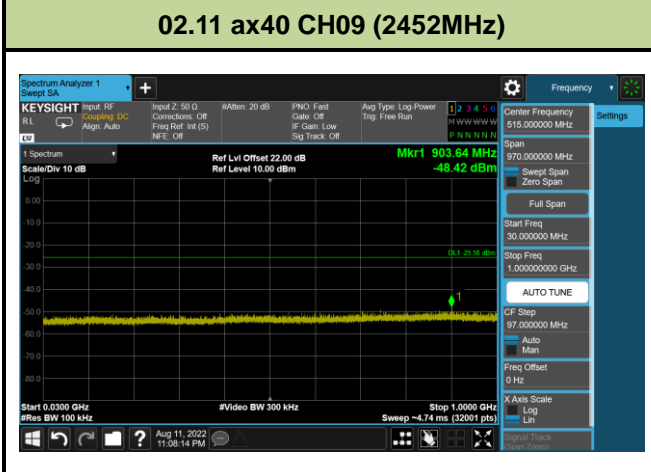 02.11 ax40 CH09 (2452MHz)
Spectrum Analyzer 1
Swept SA
Frequency
KEYSIGHT
RL
LXI
Input: RF
Coupling: DC
Align: Auto
Input Z: 50 Ω
Corrections: Off
Freq Ref: Int (S)
NFE: Off
#Atten: 20 dB
PNO: Fast
Gate: Off
IF Gain: Low
Sig Track: Off
Avg Type: Log-Power
Trig: Free Run
1 2 3 4 5 6
M W W W W W
P N N N N N
1 Spectrum
Scale/Div 10 dB
Log
Ref Lvl Offset 22.00 dB
Ref Level 10.00 dBm
Mkr1 903.64 MHz
-48.42 dBm
0.00
-10.0
-20.0
-30.0
-40.0
-50.0
-60.0
-70.0
-80.0
1
Start 0.0300 GHz
#Res BW 100 kHz
#Video BW 300 kHz
Stop 1.0000 GHz
Sweep ~4.74 ms (32001 pts)
Center Frequency
515.000000 MHz
Settings
Span
970.000000 MHz
Swept Span
Zero Span
Full Span
Start Freq
30.000000 MHz
Stop Freq
1.000000000 GHz
AUTO TUNE
CF Step
97.000000 MHz
Auto
Man
Freq Offset
0 Hz
X Axis Scale
Log
Lin
Signal Track
(Span Zoom)
Aug 11, 2022
11:08:14 PM